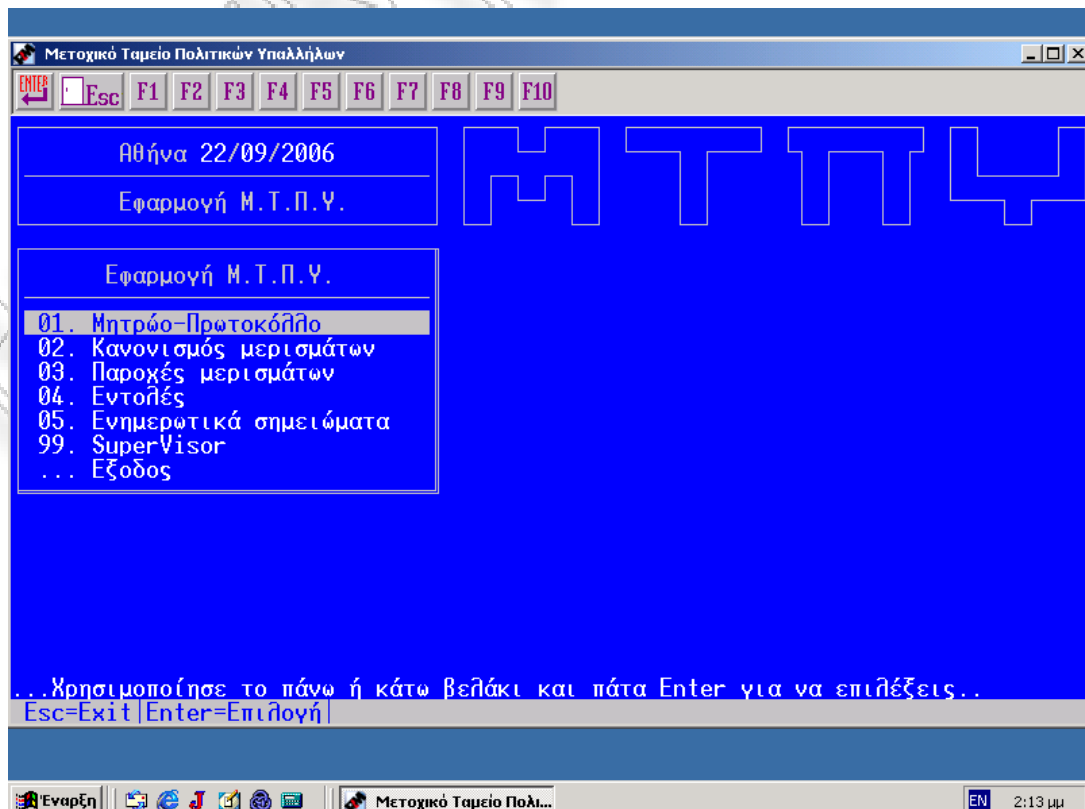 Μετοχικό Ταμείο Πολιτικών Υπαλλήλων
ENTER Esc F1 F2 F3 F4 F5 F6 F7 F8 F9 F10
Αθήνα 22/09/2006
Εφαρμογή Μ.Τ.Π.Υ.
ΜΤΠΥ
Εφαρμογή Μ.Τ.Π.Υ.
01. Μητρώο-Πρωτοκόλλο
02. Κανονισμός μερισμάτων
03. Παροχές μερισμάτων
04. Εντολές
05. Ενημερωτικά σημειώματα
99. SuperVisor
... Εξοδος
...Χρησιμοποίησε το πάνω ή κάτω βελάκι και πάτα Enter για να επιλέξεις..
Esc=Exit|Enter=Επιλογή|
Έναρξη
Μετοχικό Ταμείο Πολι...
EN 2:13 μμ